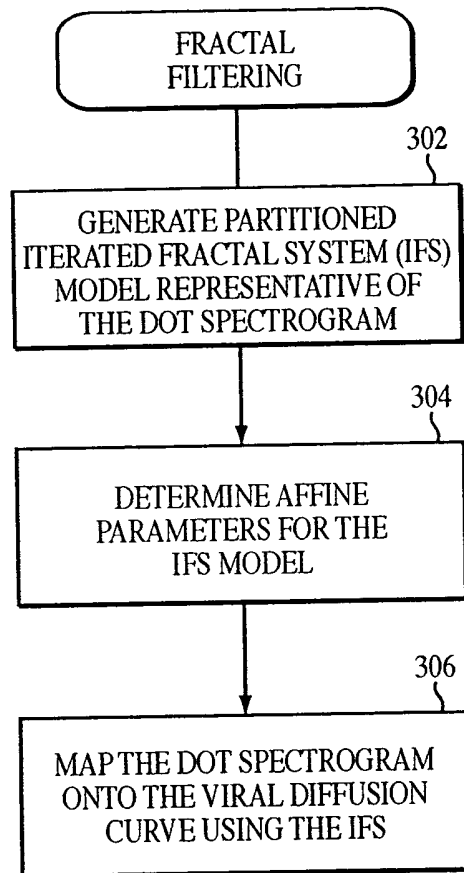 FRACTAL
FILTERING
302
GENERATE PARTITIONED
ITERATED FRACTAL SYSTEM (IFS)
MODEL REPRESENTATIVE OF
THE DOT SPECTROGRAM
304
DETERMINE AFFINE
PARAMETERS FOR THE
IFS MODEL
306
MAP THE DOT SPECTROGRAM
ONTO THE VIRAL DIFFUSION
CURVE USING THE IFS